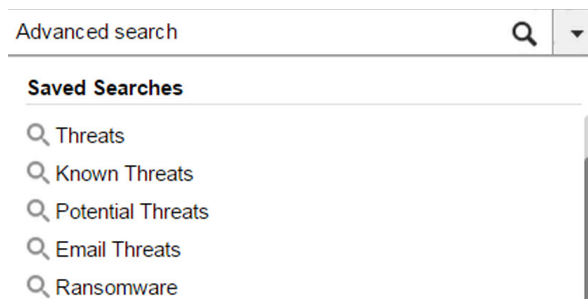 Advanced search
Saved Searches
Threats
Known Threats
Potential Threats
Email Threats
Ransomware